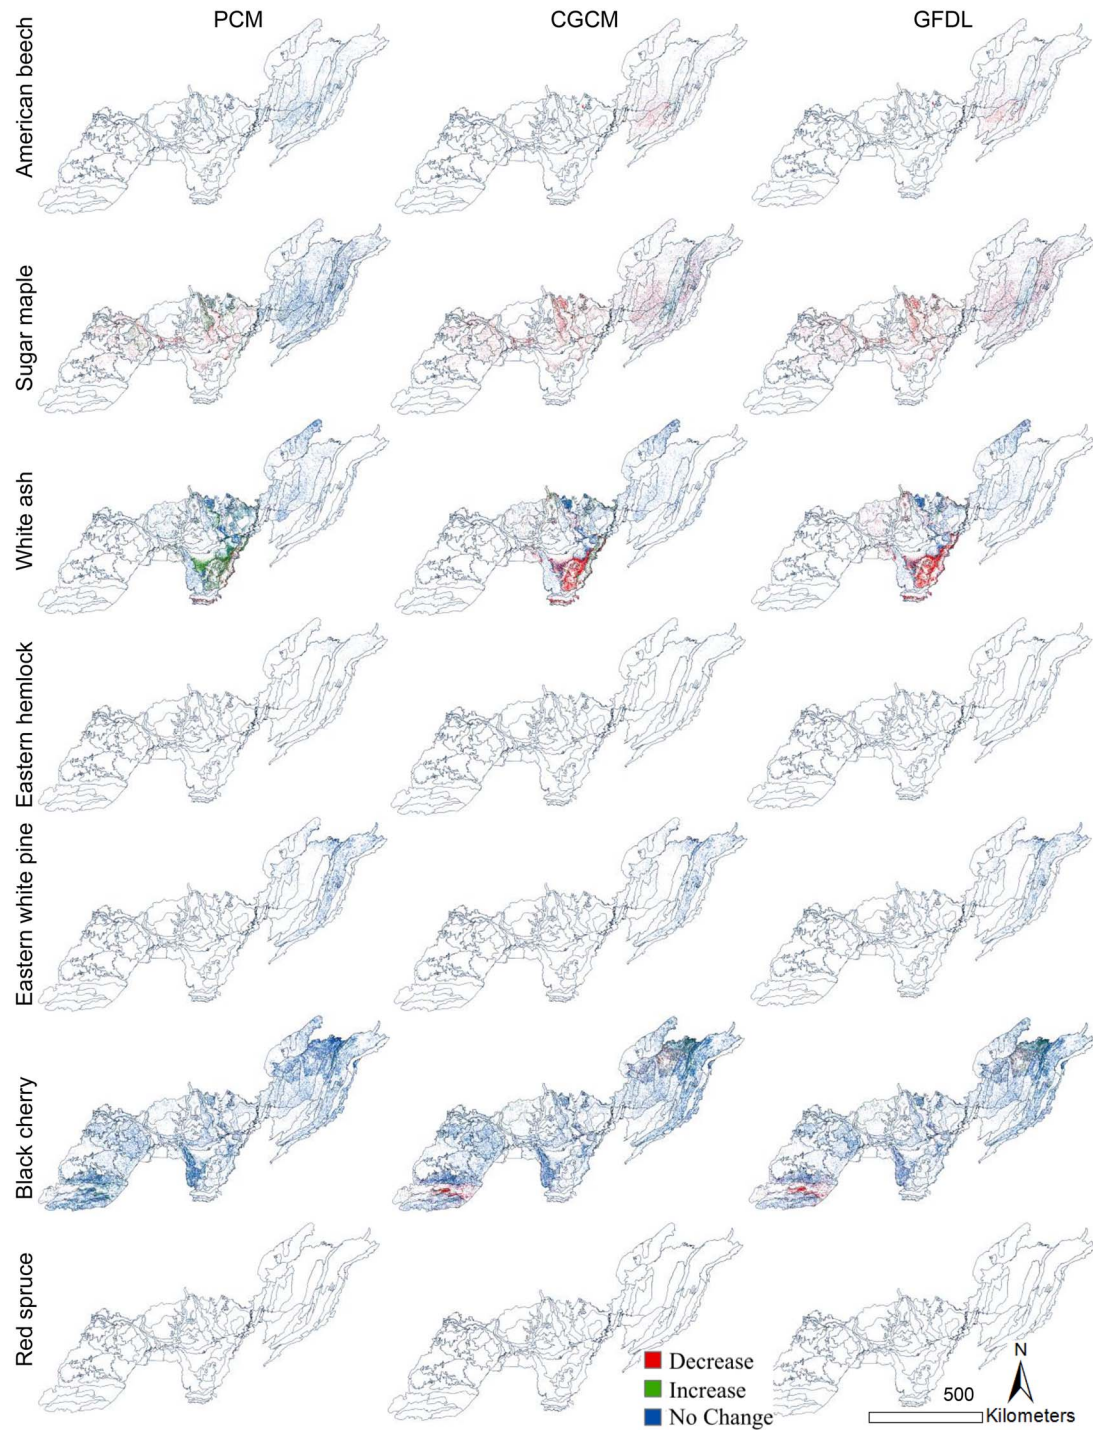 PCM CGCM GFDL
American beech
Sugar maple
White ash
Eastern hemlock
Eastern white pine
Black cherry
Red spruce
Decrease
Increase
No Change
N
500
Kilometers